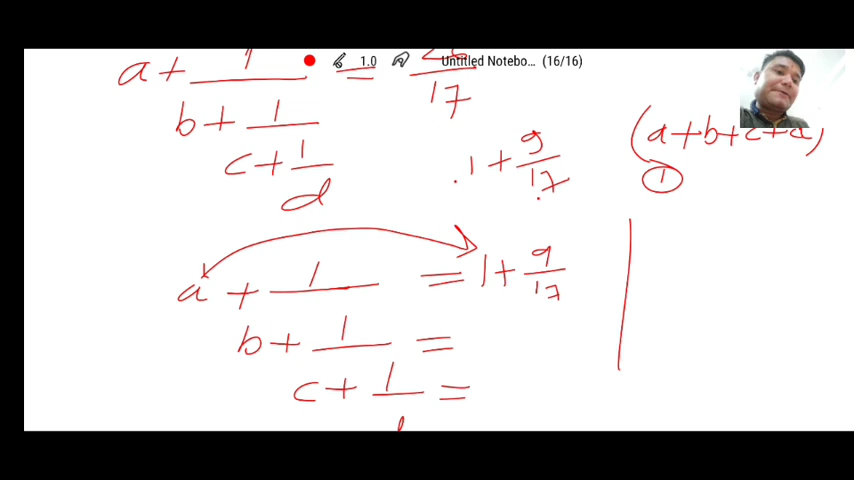 1.0 Untitled Notebo... (16/16)
a + 1 = 26
b + 1 17
c + 1
d
.1 + 9
17
(a+b+c+d)
1
a + 1 = 1 + 9
17
b + 1 =
c + 1 =